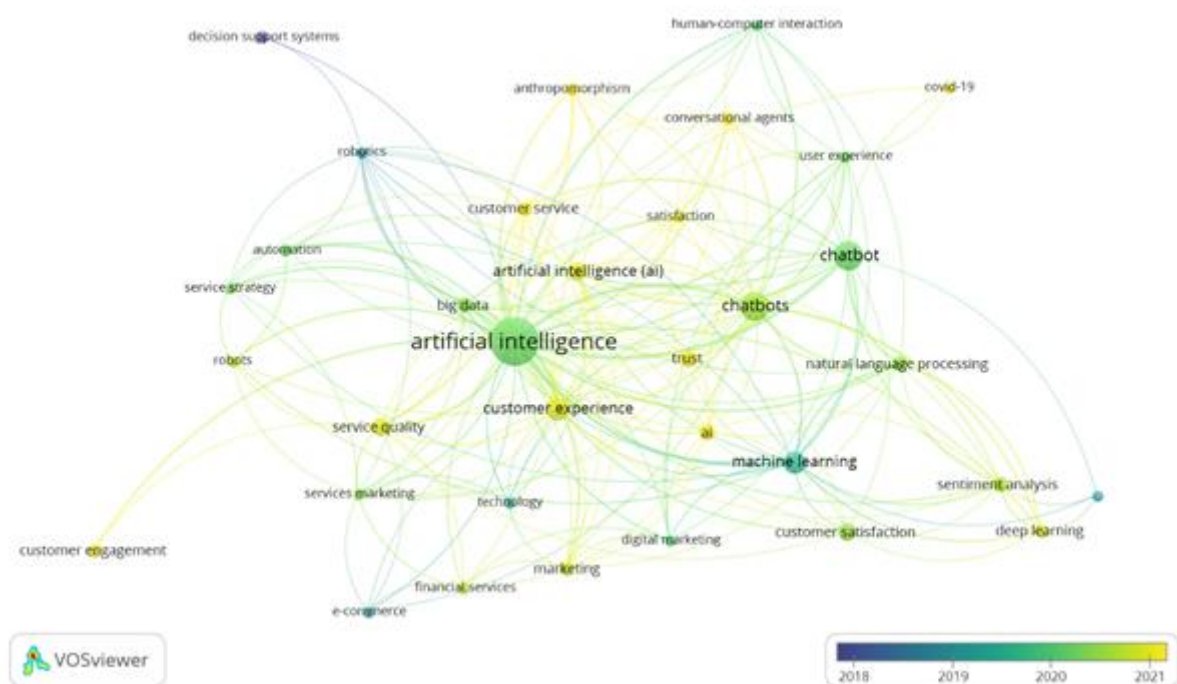 human-computer interaction
decision support systems
anthropomorphism
covid-19
conversational agents
robotics
user experience
customer service
satisfaction
automation
chatbot
artificial intelligence (ai)
service strategy
big data
chatbots
artificial intelligence
robots
trust
natural language processing
customer experience
service quality
ai
machine learning
sentiment analysis
services marketing
technology
customer satisfaction
deep learning
digital marketing
customer engagement
marketing
financial services
e-commerce
VOSviewer
2018 2019 2020 2021